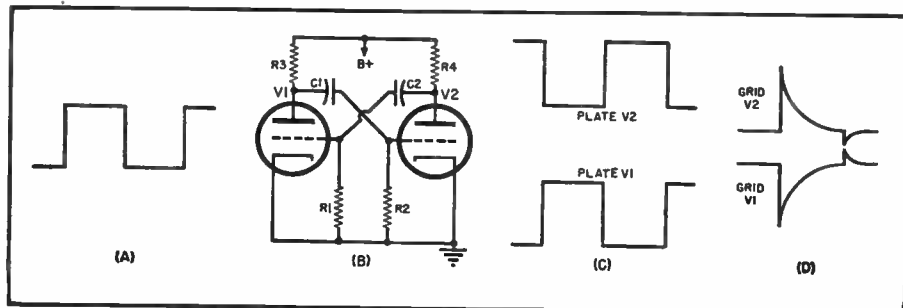 R3
B+
R4
C1
C2
V1
V2
R1
R2
(A)
(B)
PLATE V2
PLATE V1
(C)
GRID
V2
GRID
V1
(D)